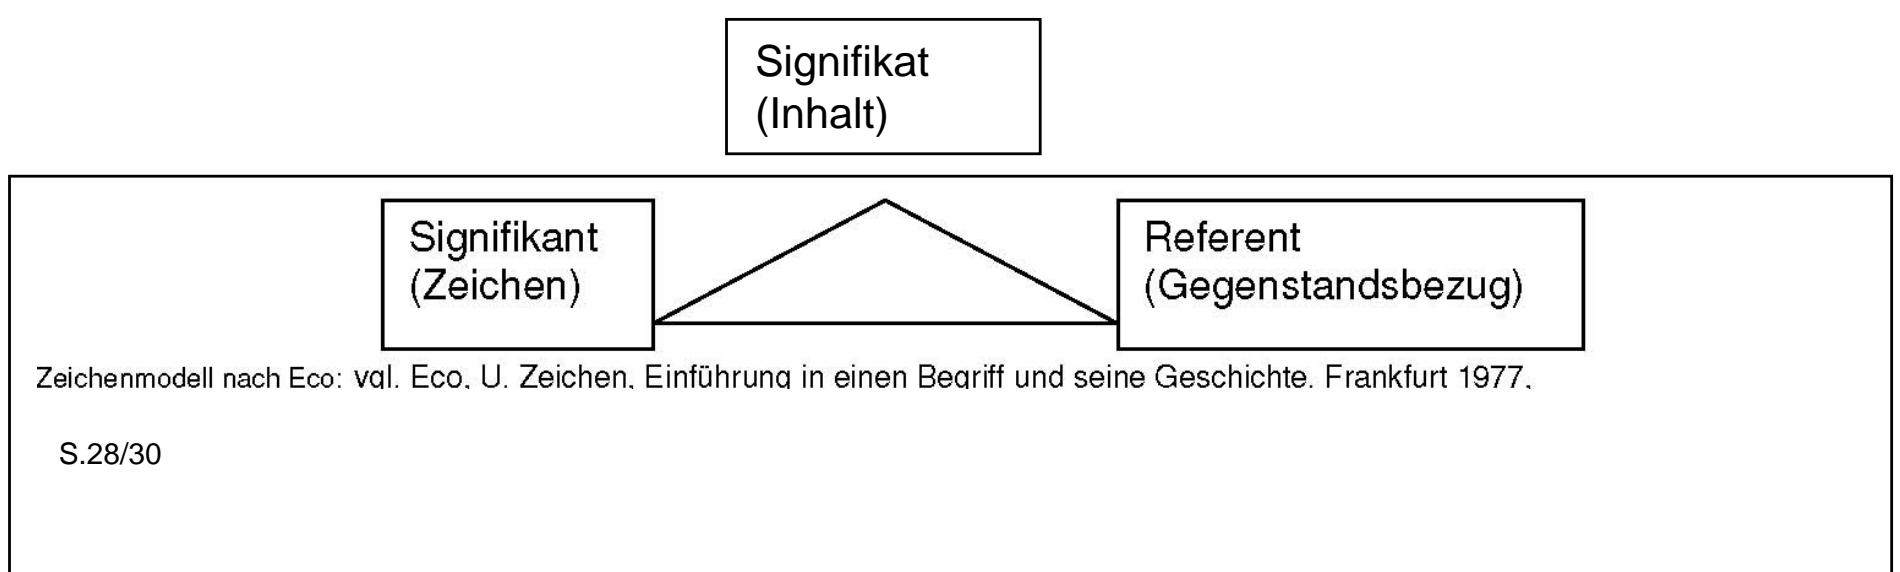 Signifikat
(Inhalt)
Signifikant
(Zeichen)
Referent
(Gegenstandsbezug)
Zeichenmodell nach Eco: vgl. Eco, U. Zeichen, Einführung in einen Begriff und seine Geschichte. Frankfurt 1977,
S.28/30